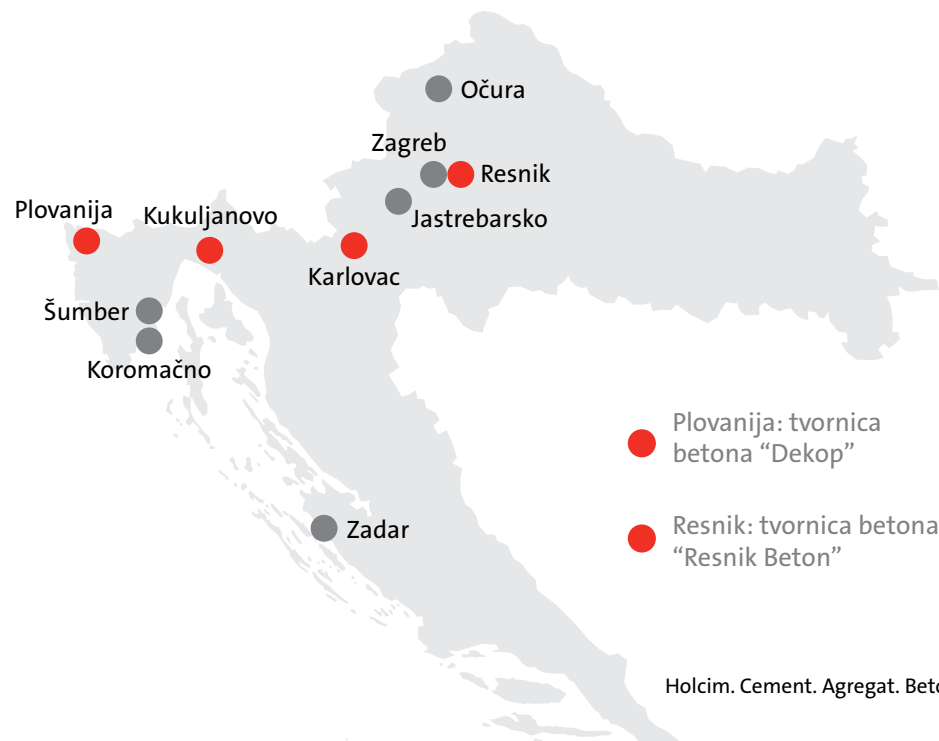 Očura
Zagreb
Resnik
Jastrebarsko
Plovanija
Kukuljanovo
Karlovac
Šumber
Koromačno
Plovanija: tvornica
betona “Dekop”
Resnik: tvornica betona
“Resnik Beton”
Zadar
Holcim. Cement. Agregat.